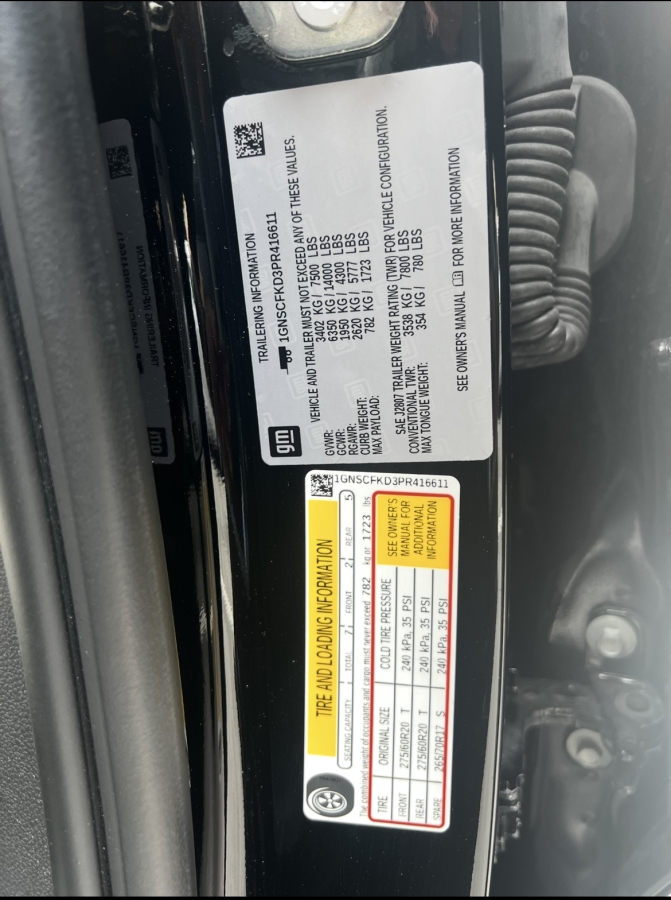 TRAILERING INFORMATION
1GNSCFKD3PR416611
VEHICLE AND TRAILER MUST NOT EXCEED ANY OF THESE VALUES.
GVWR: 3402 KG / 7500 LBS
GCWR: 6350 KG / 14000 LBS
RGAWR: 1950 KG / 4300 LBS
CURB WEIGHT: 2620 KG / 5777 LBS
MAX PAYLOAD: 782 KG / 1723 LBS
SAE J2807 TRAILER WEIGHT RATING (TWR) FOR VEHICLE CONFIGURATION.
CONVENTIONAL TWR: 3538 KG / 7800 LBS
MAX TONGUE WEIGHT: 354 KG / 780 LBS
SEE OWNER'S MANUAL FOR MORE INFORMATION
gm
1GNSCFKD3PR416611
TIRE AND LOADING INFORMATION
SEATING CAPACITY TOTAL 7 FRONT 2 REAR 5
The combined weight of occupants and cargo must never exceed 782 kg or 1723 lbs
TIRE ORIGINAL SIZE COLD TIRE PRESSURE
FRONT 275/60R20 T 240 kPa, 35 PSI
REAR 275/60R20 T 240 kPa, 35 PSI
SPARE 265/70R17 S 240 kPa, 35 PSI
SEE OWNER'S
MANUAL FOR
ADDITIONAL
INFORMATION